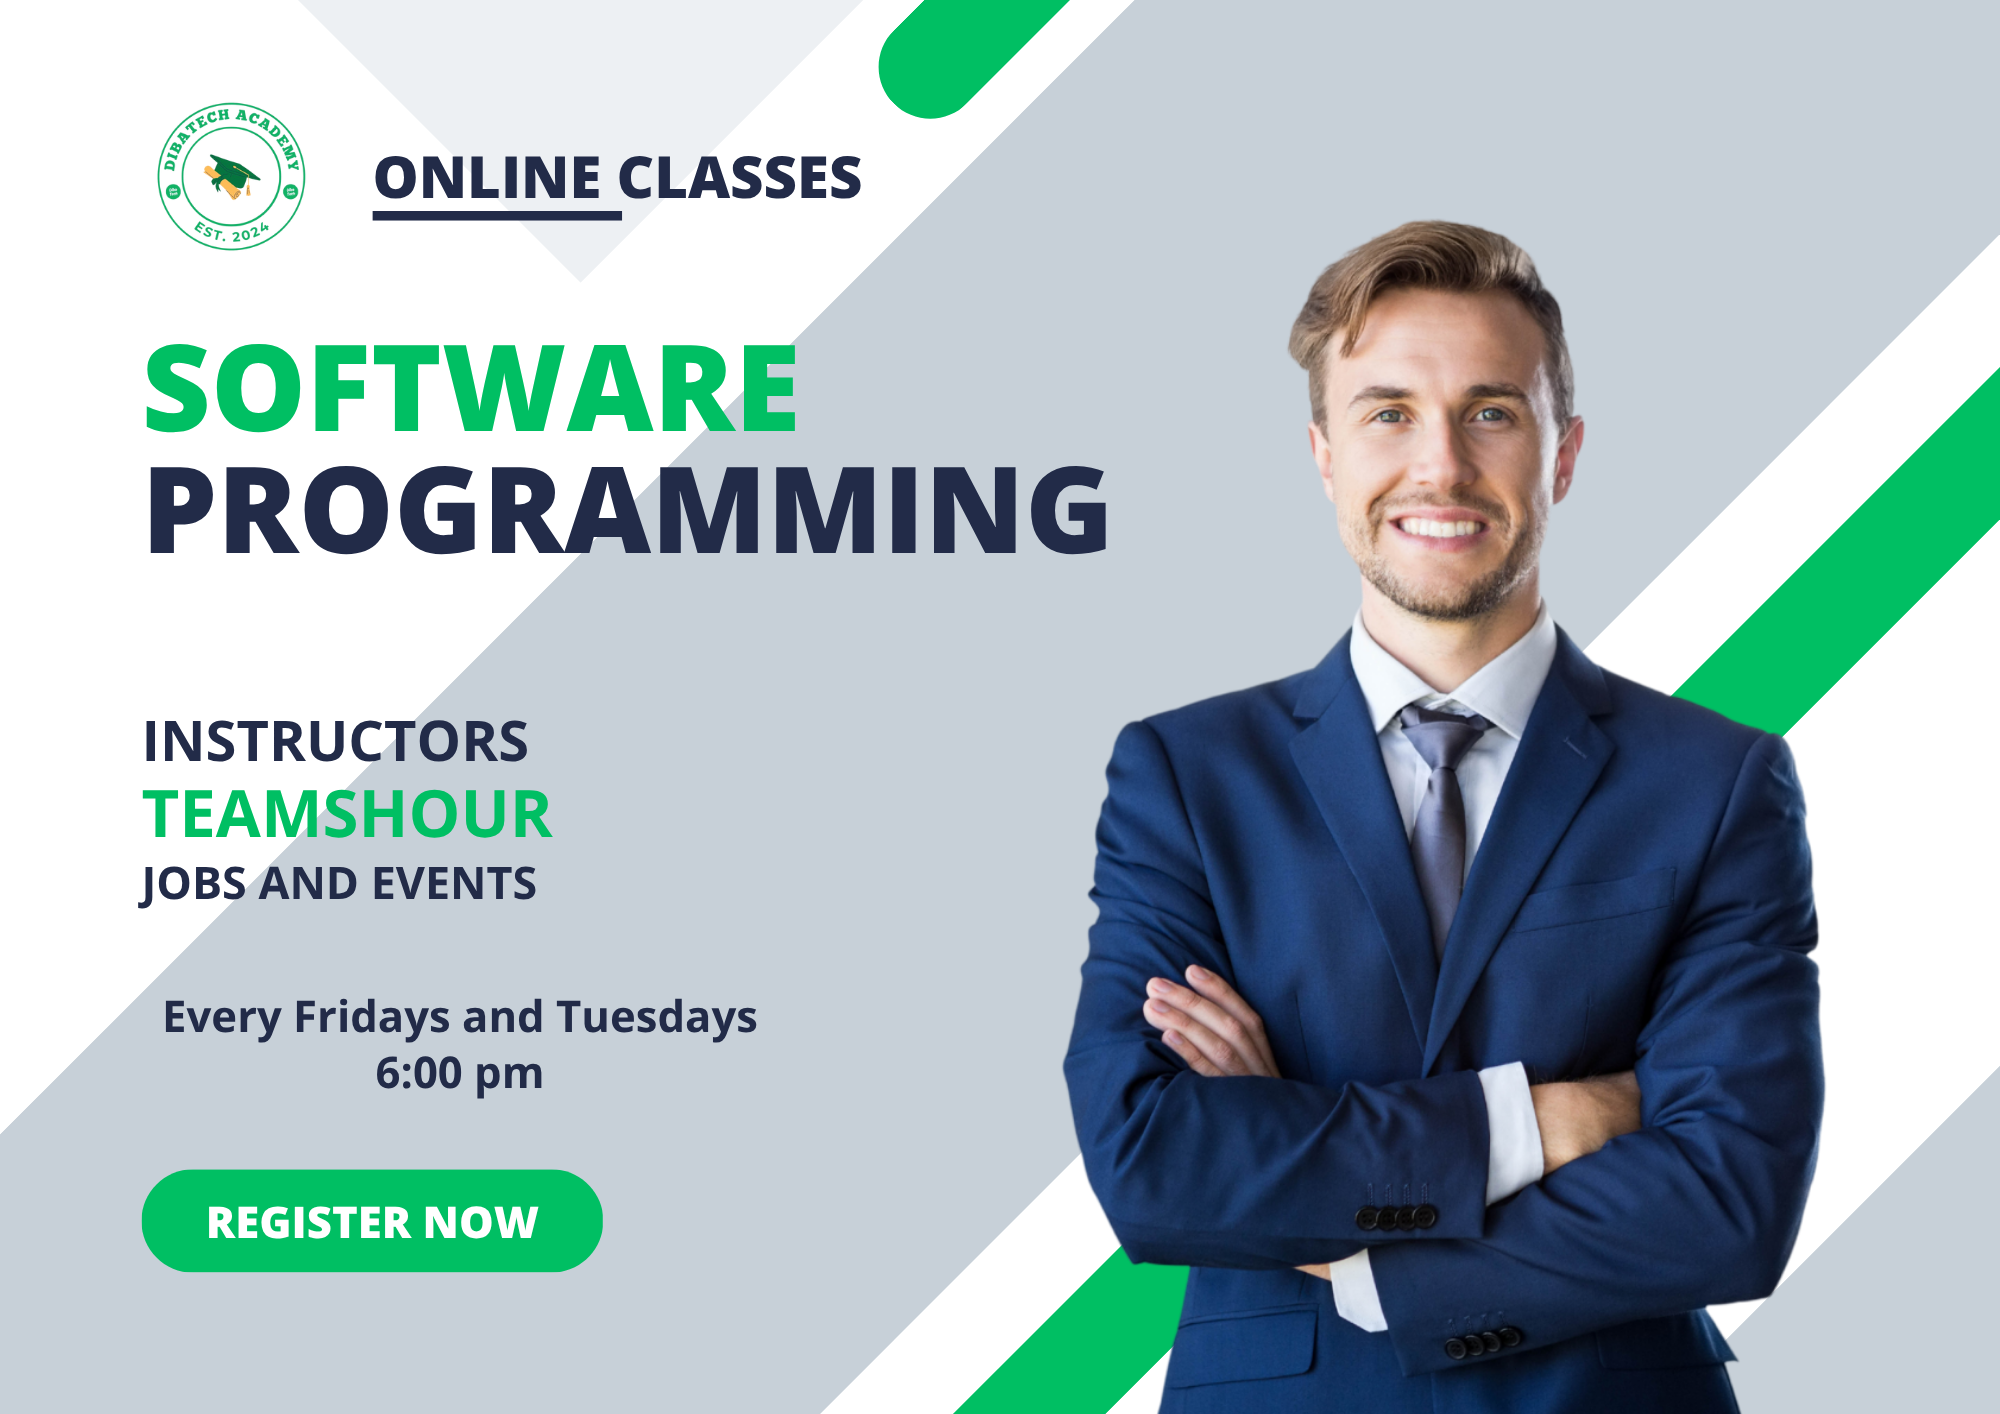 DIBATECH ACADEMY
EST. 2024
ONLINE CLASSES
SOFTWARE
PROGRAMMING
INSTRUCTORS
TEAMSHOUR
JOBS AND EVENTS
Every Fridays and Tuesdays
6:00 pm
REGISTER NOW